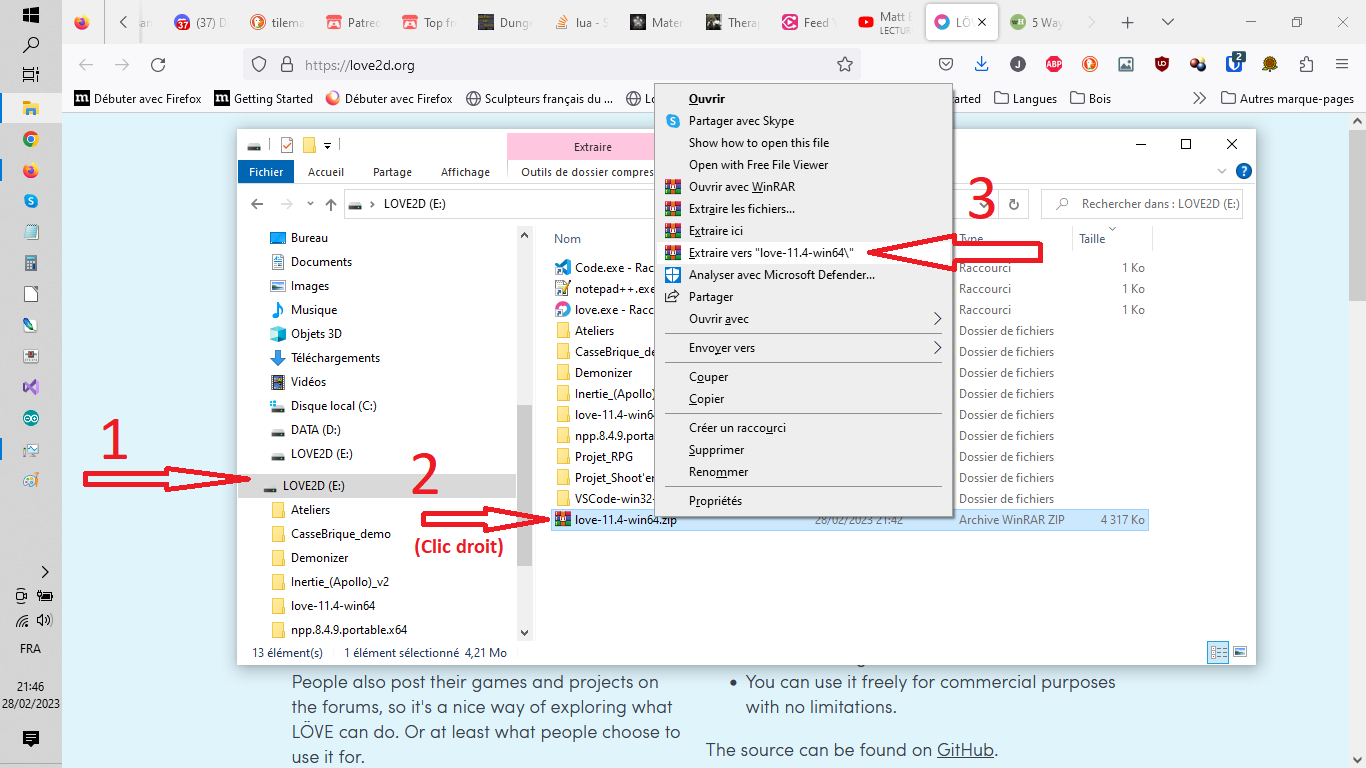 37
(37) D
tilema
Patreo
Top fr
Dunge
lua - S
Mater
Thera
Feed
Matt
LECTUR
LÖ
5 Way
https://love2d.org
2
Débuter avec Firefox
Getting Started
Débuter avec Firefox
Sculpteurs français du ...
Lo
arted
Langues
Bois
Autres marque-pages
Extraire
Fichier
Accueil
Partage
Affichage
Outils de dossier compres
LOVE2D (E:)
Rechercher dans : LOVE2D (E:)
Bureau
Documents
Images
Musique
Objets 3D
Téléchargements
Vidéos
Disque local (C:)
DATA (D:)
LOVE2D (E:)
LOVE2D (E:)
Ateliers
CasseBrique_demo
Demonizer
Inertie_(Apollo)_v2
love-11.4-win64
npp.8.4.9.portable.x64
Nom
Type
Taille
Code.exe - Rac
Raccourci
1 Ko
notepad++.exe
Raccourci
1 Ko
love.exe - Racc
Raccourci
1 Ko
Ateliers
Dossier de fichiers
CasseBrique_de
Dossier de fichiers
Demonizer
Dossier de fichiers
Inertie_(Apollo)
Dossier de fichiers
love-11.4-win64
Dossier de fichiers
npp.8.4.9.porta
Dossier de fichiers
Projet_RPG
Dossier de fichiers
Projet_Shoot'er
Dossier de fichiers
VSCode-win32-
Dossier de fichiers
love-11.4-win64.zip
28/02/2023 21:42
Archive WinRAR ZIP
4 317 Ko
Ouvrir
Partager avec Skype
Show how to open this file
Open with Free File Viewer
Ouvrir avec WinRAR
Extraire les fichiers...
Extraire ici
Extraire vers "love-11.4-win64\"
Analyser avec Microsoft Defender...
Partager
Ouvrir avec
Envoyer vers
Couper
Copier
Créer un raccourci
Supprimer
Renommer
Propriétés
1
2
(Clic droit)
3
13 élément(s)
1 élément sélectionné 4,21 Mo
People also post their games and projects on
the forums, so it's a nice way of exploring what
LÖVE can do. Or at least what people choose to
use it for.
You can use it freely for commercial purposes
with no limitations.
The source can be found on GitHub.
FRA
21:46
28/02/2023